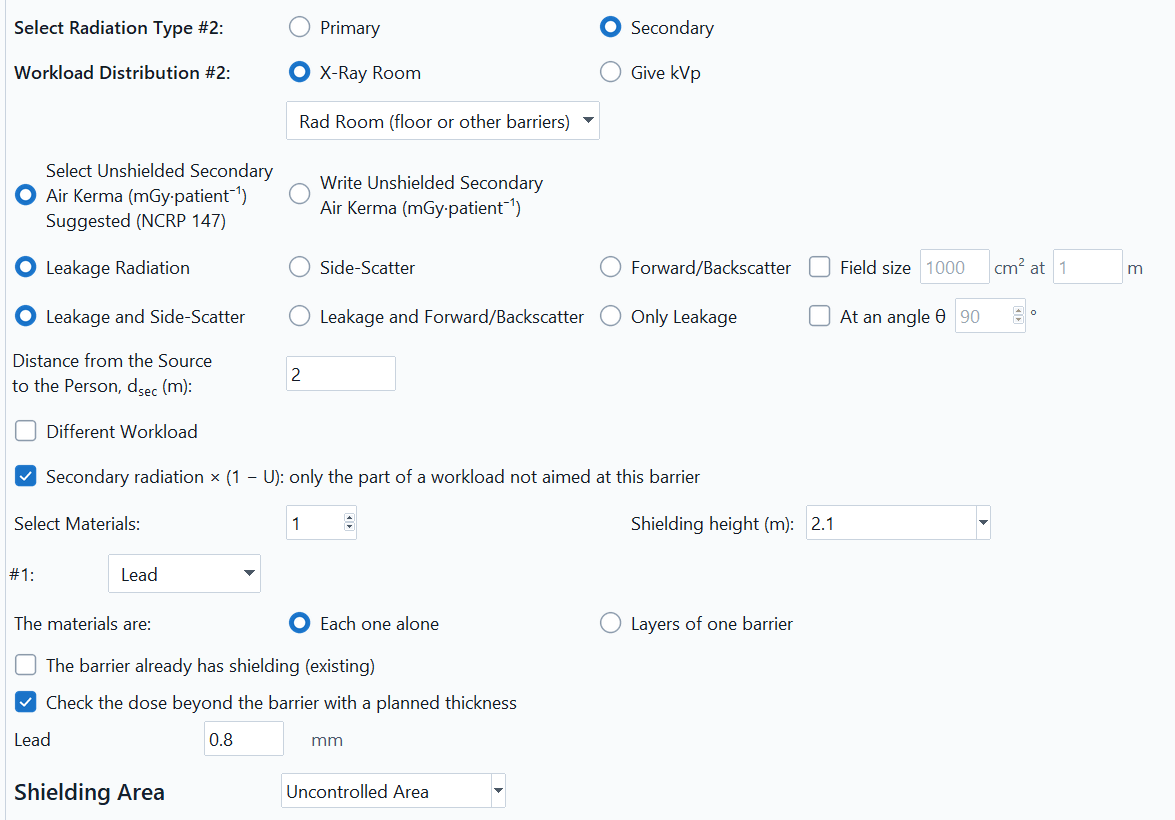 Select Radiation Type #2: Primary Secondary
Workload Distribution #2: X-Ray Room Give kVp
Rad Room (floor or other barriers)
Select Unshielded Secondary
Air Kerma (mGy·patient⁻¹)
Suggested (NCRP 147)
Write Unshielded Secondary
Air Kerma (mGy·patient⁻¹)
Leakage Radiation Side-Scatter Forward/Backscatter Field size 1000 cm² at 1 m
Leakage and Side-Scatter Leakage and Forward/Backscatter Only Leakage At an angle θ 90 °
Distance from the Source
to the Person, dsec (m): 2
Different Workload
Secondary radiation × (1 − U): only the part of a workload not aimed at this barrier
Select Materials: 1 Shielding height (m): 2.1
#1: Lead
The materials are: Each one alone Layers of one barrier
The barrier already has shielding (existing)
Check the dose beyond the barrier with a planned thickness
Lead 0.8 mm
Shielding Area Uncontrolled Area